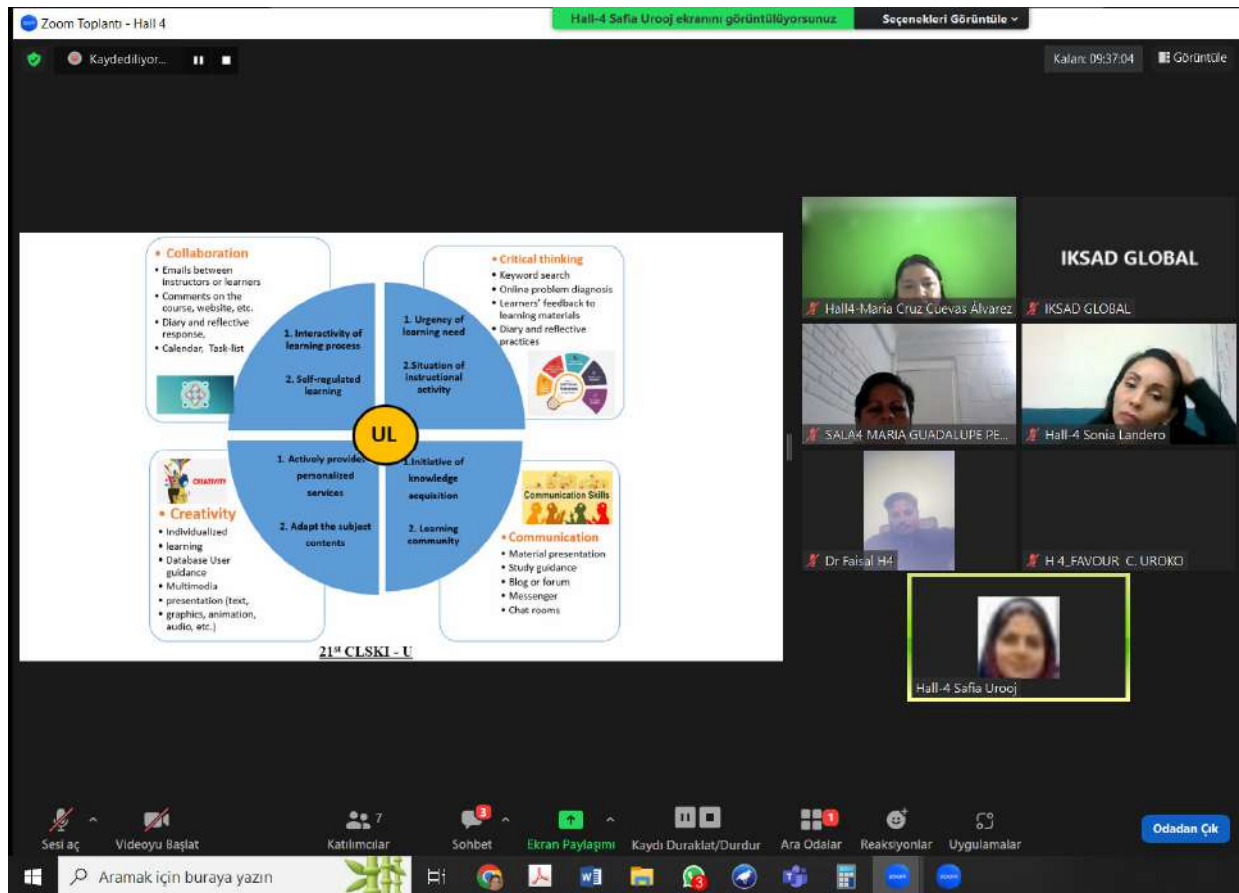 Zoom Toplantı - Hall 4
Hall-4 Safia Urooj ekranını görüntülüyorsunuz
Seçenekleri Görüntüle
Kaydediliyor...
Kalan: 09:37:04
Görüntüle
• Collaboration
• Emails between
instructors or learners
• Comments on the
course, website, etc.
• Diary and reflective
response,
• Calendar, Task-list
• Critical thinking
• Keyword search
• Online problem diagnosis
• Learners' feedback to
learning materials
• Diary and reflective
practices
1. Interactivity of
learning process
2. Self-regulated
learning
1. Urgency of
learning need
2.Situation of
instructional
activity
UL
1. Actively provides
personalized
services
2. Adapt the subject
contents
1.Initiative of
knowledge
acquisition
2. Learning
community
CREATIVITY
• Creativity
• Individualized
• learning
• Database User
guidance
• Multimedia
• presentation (text,
• graphics, animation,
audio, etc.)
Communication Skills
• Communication
• Material presentation
• Study guidance
• Blog or forum
• Messenger
• Chat rooms
21st CLSKI - U
Hall4-Maria Cruz Cuevas Álvarez
IKSAD GLOBAL
IKSAD GLOBAL
SALA4 MARIA GUADALUPE PE...
Hall-4 Sonia Landero
Dr Faisal H4
H 4_FAVOUR C. UROKO
Hall-4 Safia Urooj
Sesi aç
Videoyu Başlat
7
Katılımcılar
3
Sohbet
Ekran Paylaşımı
Kaydı Duraklat/Durdur
1
Ara Odalar
Reaksiyonlar
Uygulamalar
Odadan Çık
Aramak için buraya yazın
3
zoom
zoom